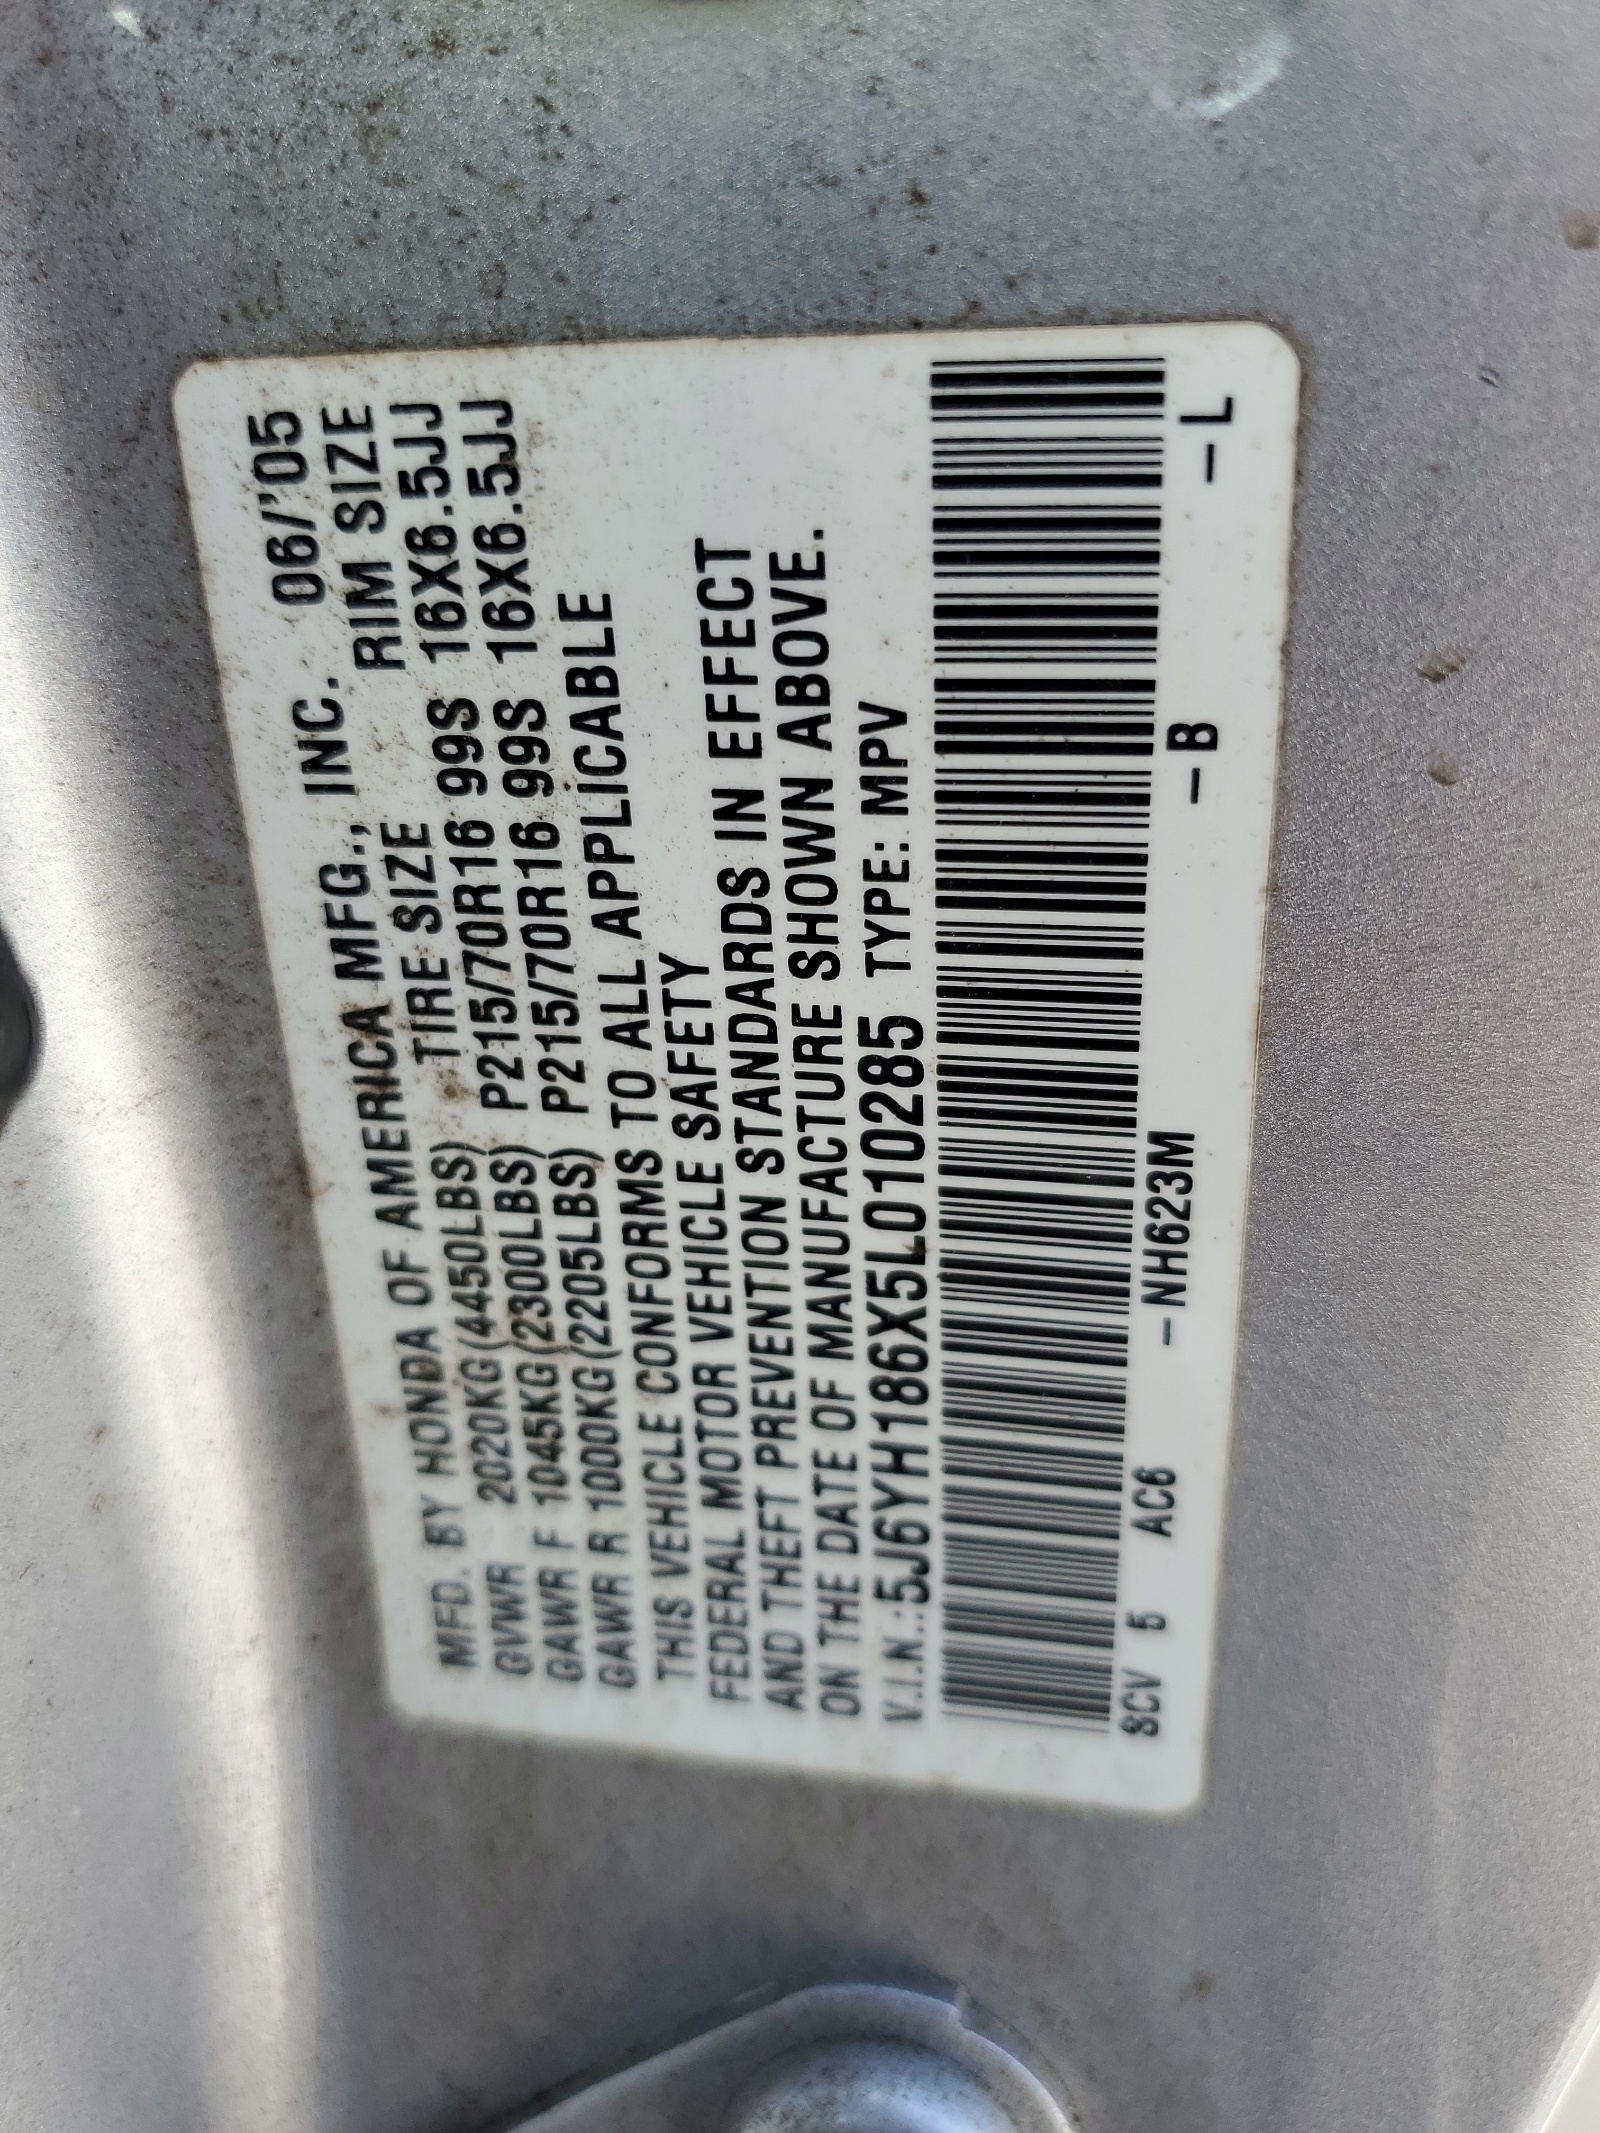 MFD. BY HONDA OF AMERICA MFG., INC. 06/'05
TIRE SIZE RIM SIZE
GVWR 2020KG(4450LBS)
GAWR F 1045KG(2300LBS) P215/70R16 99S 16X6.5JJ
GAWR R 1000KG(2205LBS) P215/70R16 99S 16X6.5JJ
THIS VEHICLE CONFORMS TO ALL APPLICABLE
FEDERAL MOTOR VEHICLE SAFETY
AND THEFT PREVENTION STANDARDS IN EFFECT
ON THE DATE OF MANUFACTURE SHOWN ABOVE.
V.I.N.:5J6YH186X5L010285 TYPE: MPV
SCV 5 AC6 -NH623M -B -L